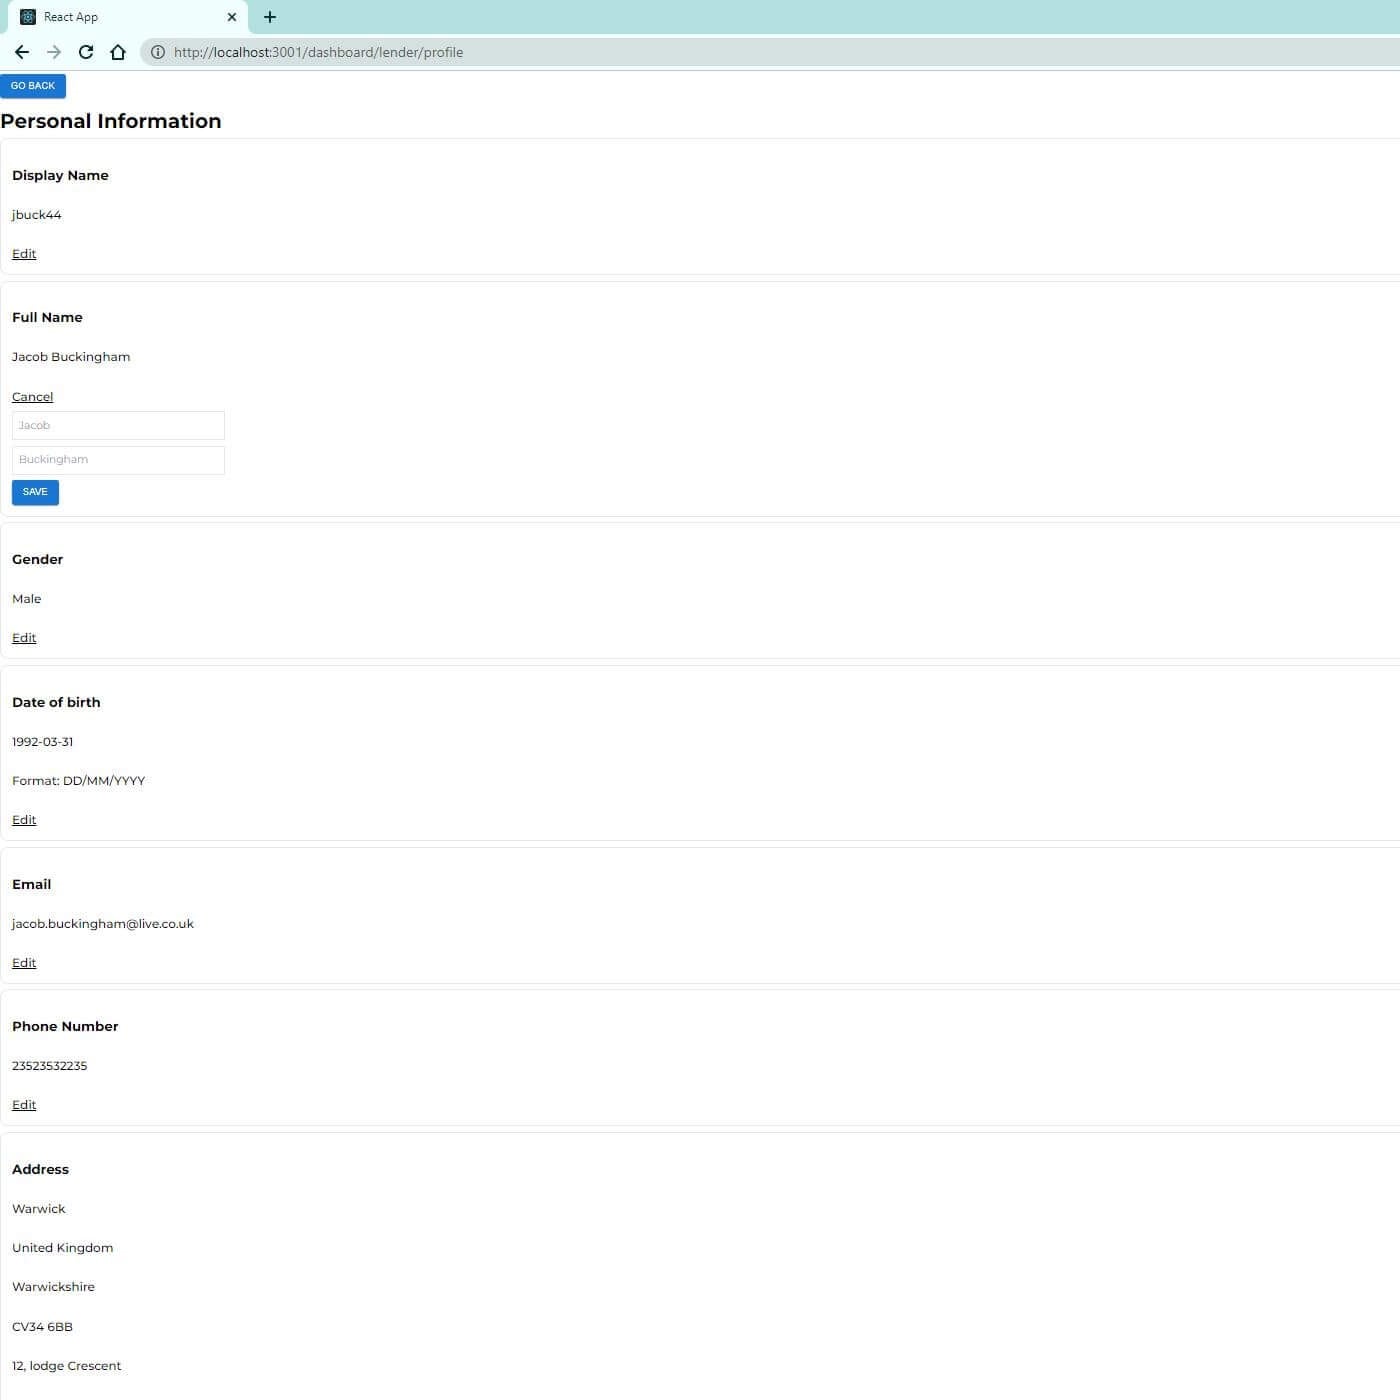 React App
http://localhost:3001/dashboard/lender/profile
GO BACK
Personal Information
Display Name
jbuck44
Edit
Full Name
Jacob Buckingham
Cancel
Jacob
Buckingham
SAVE
Gender
Male
Edit
Date of birth
1992-03-31
Format: DD/MM/YYYY
Edit
Email
jacob.buckingham@live.co.uk
Edit
Phone Number
23523532235
Edit
Address
Warwick
United Kingdom
Warwickshire
CV34 6BB
12, lodge Crescent